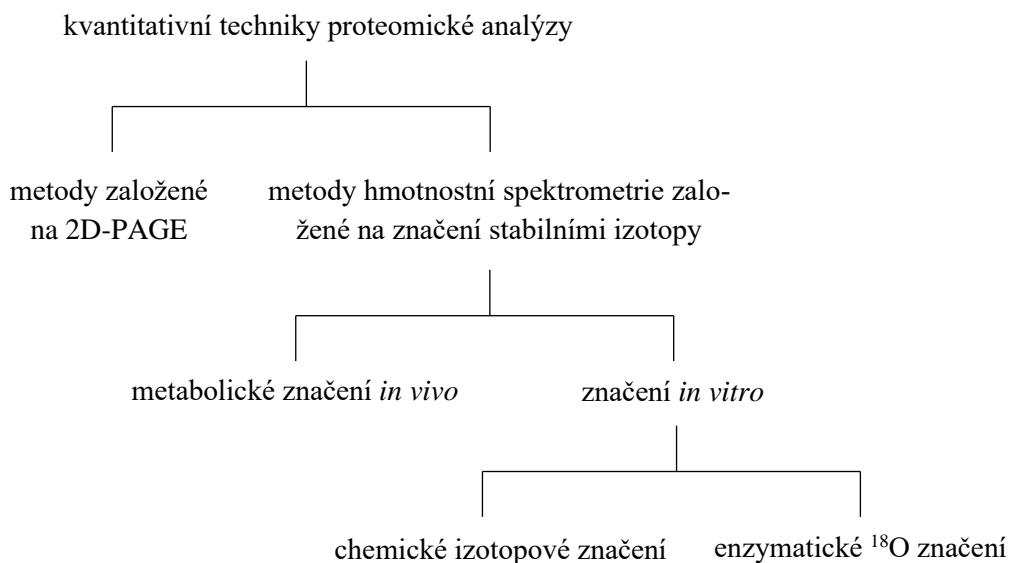 kvantitativní techniky proteomické analýzy
metody založené
na 2D-PAGE
metody hmotnostní spektrometrie zalo-
žené na značení stabilními izotopy
metabolické značení in vivo
značení in vitro
chemické izotopové značení
enzymatické ¹⁸O značení